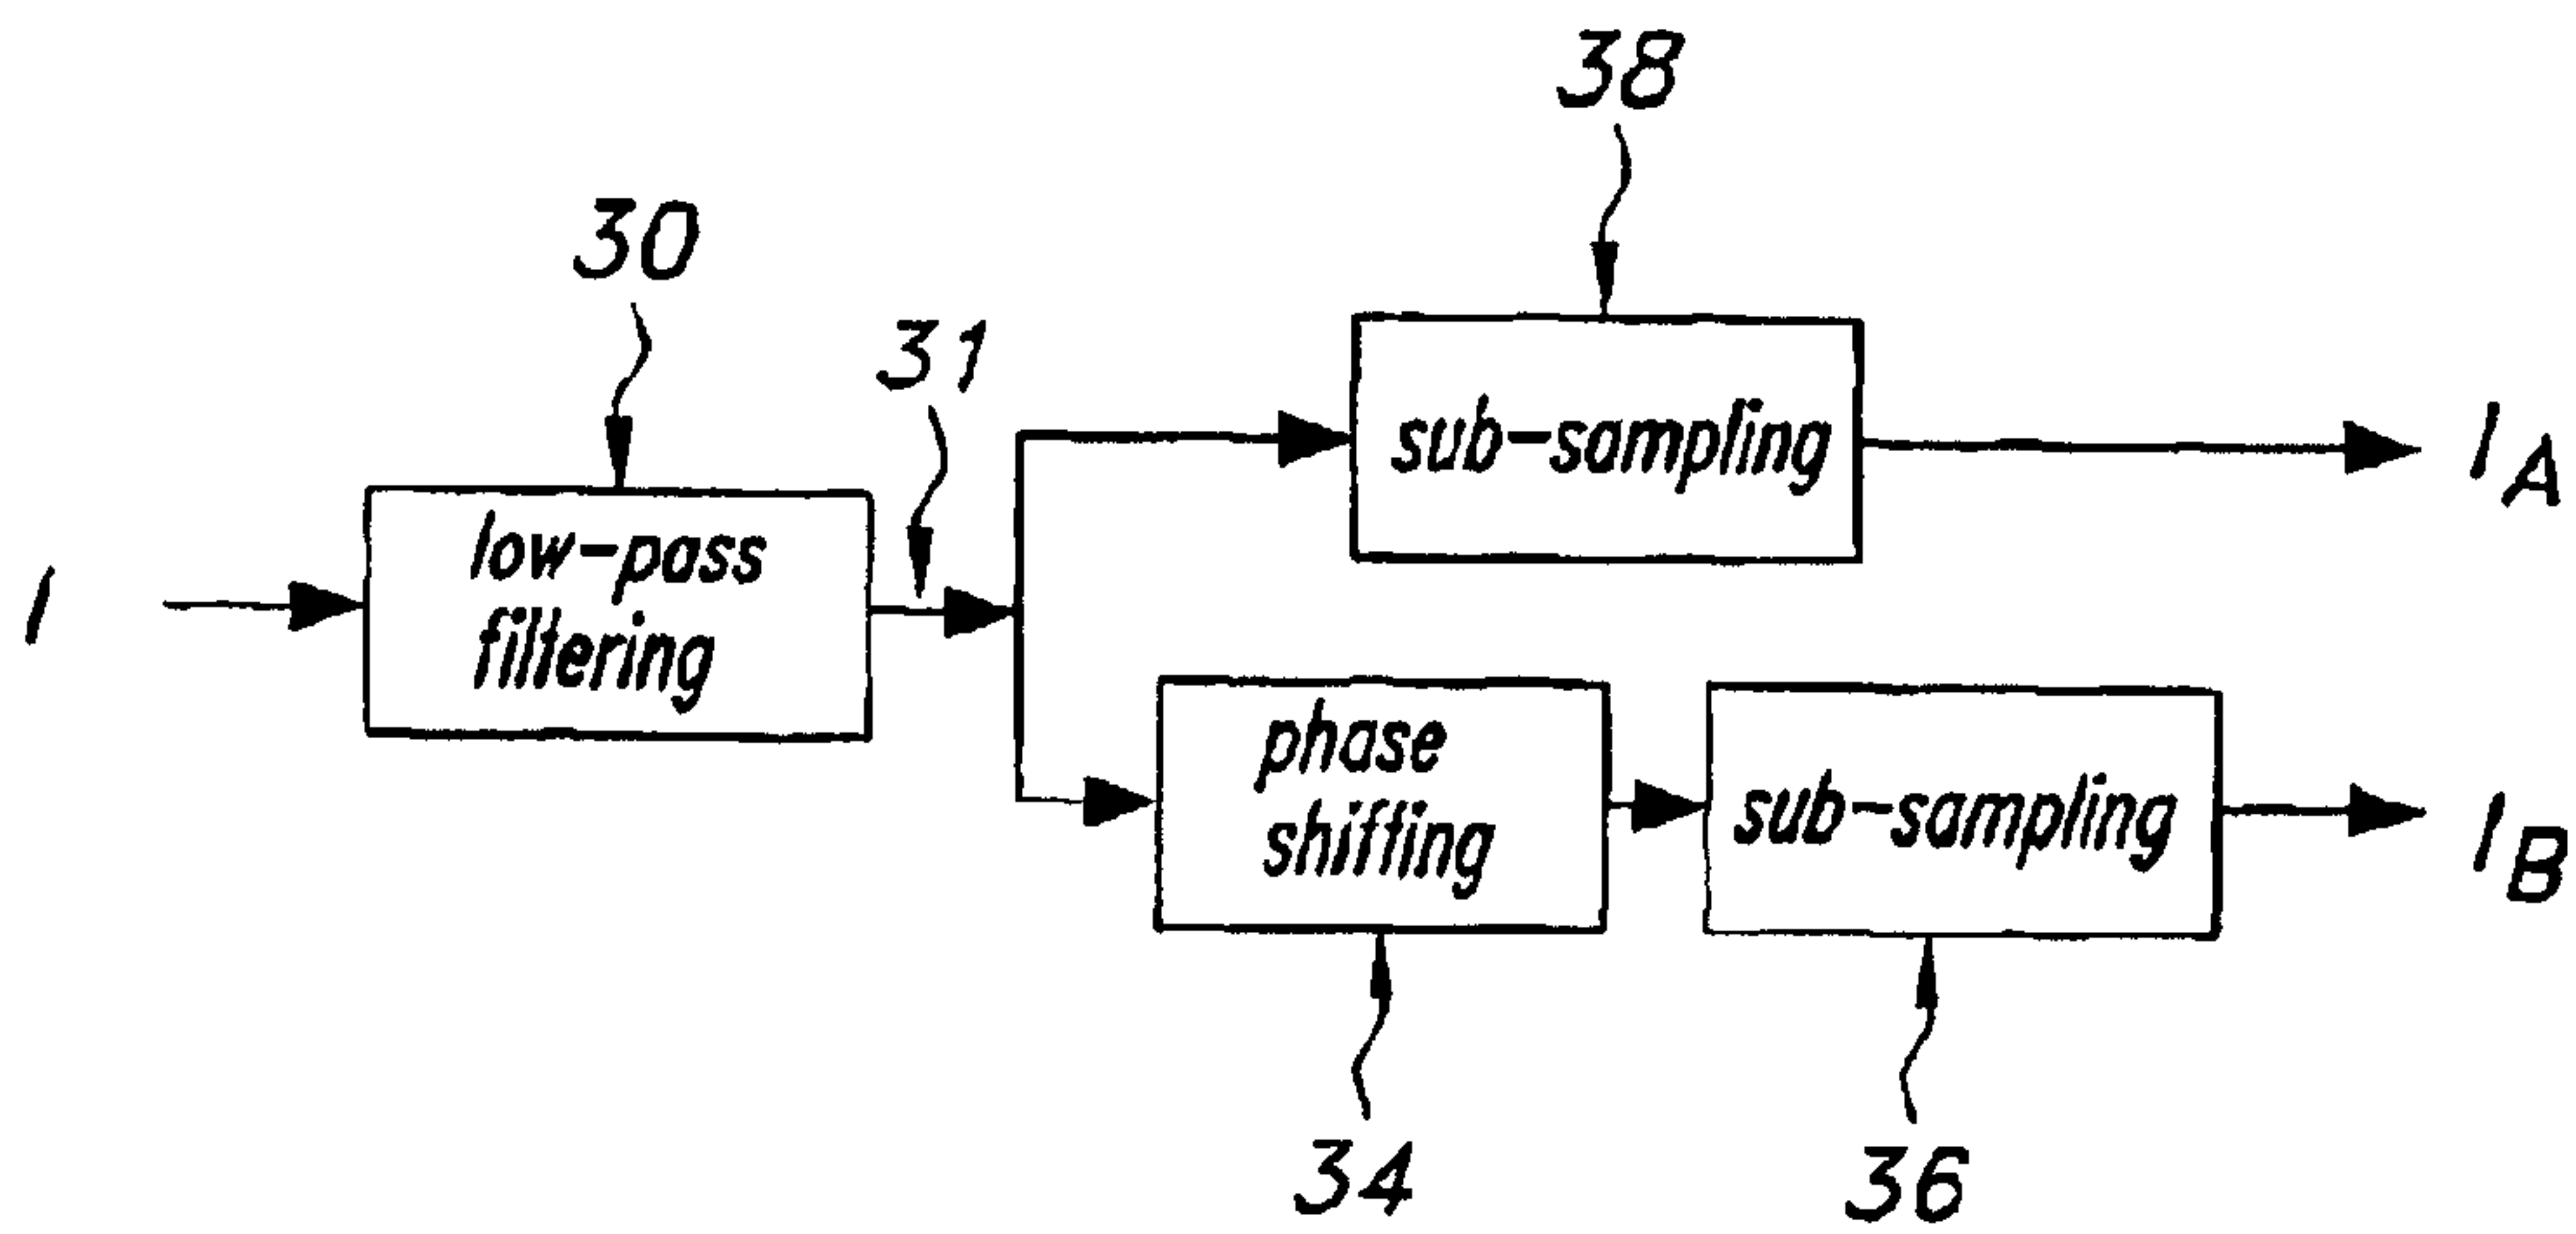 38
30
31
sub-sampling
I_A
low-pass
filtering
I
phase
shifting
sub-sampling
I_B
34
36